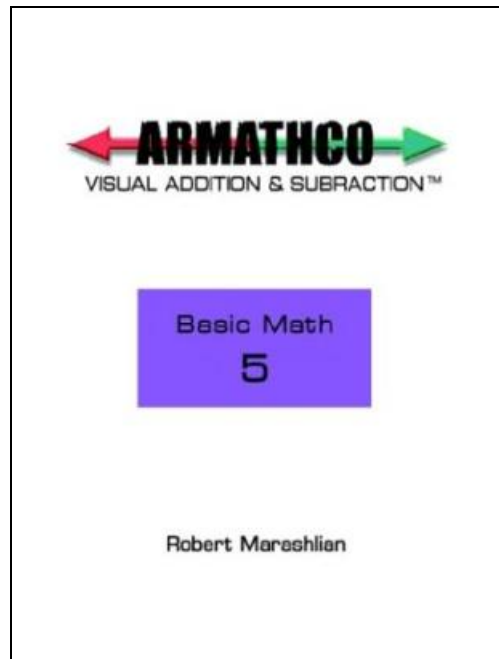 ARMATHCO
VISUAL ADDITION & SUBRACTION™
Basic Math
5
Robert Marashlian